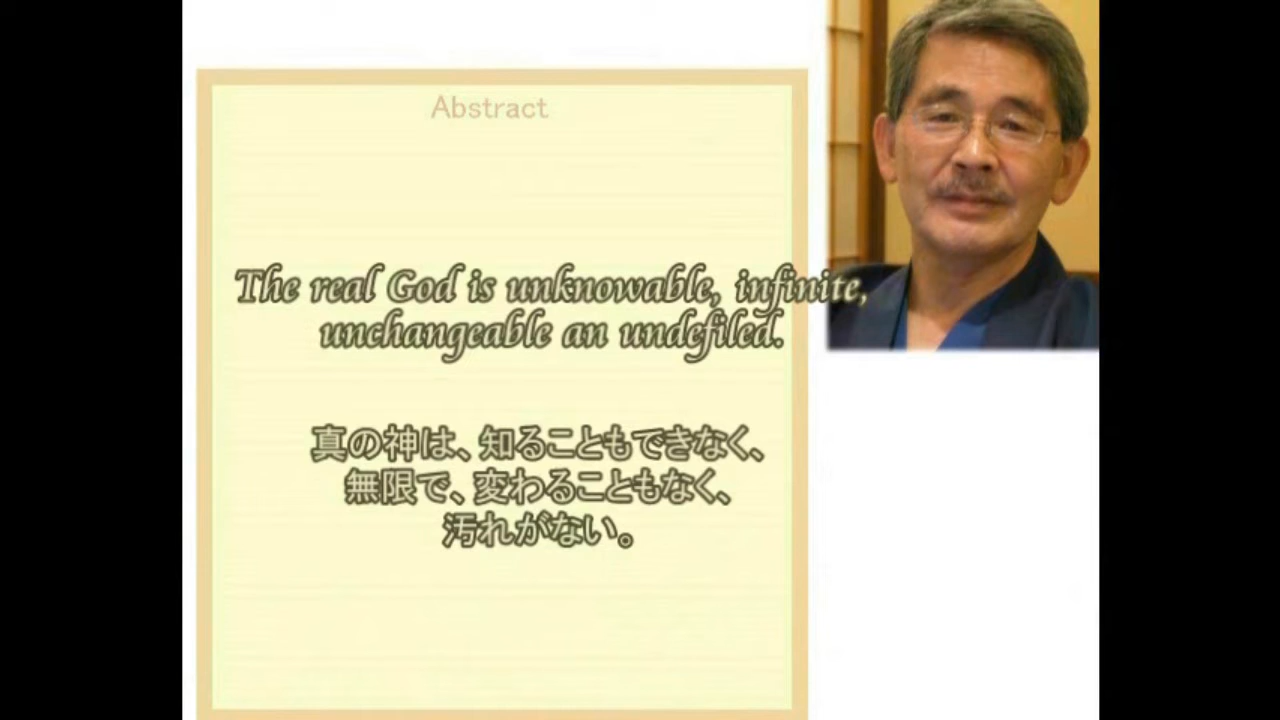 Abstract
The real God is unknowable, infinite,
unchangeable an undefiled.
真の神は、知ることもできなく、
無限で、変わることもなく、
汚れがない。